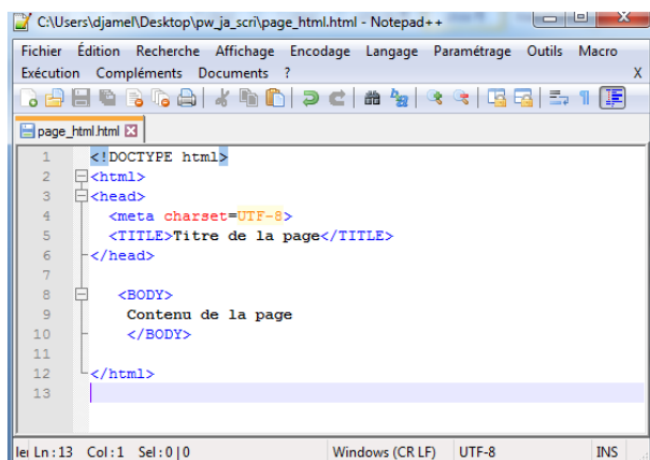 C:\Users\djamel\Desktop\pw_ja_scri\page_html.html - Notepad++
Fichier Édition Recherche Affichage Encodage Langage Paramétrage Outils Macro
Exécution Compléments Documents ? X
page_html.html
1 <!DOCTYPE html>
2 <html>
3 <head>
4 <meta charset=UTF-8>
5 <TITLE>Titre de la page</TITLE>
6 </head>
7
8 <BODY>
9 Contenu de la page
10 </BODY>
11
12 </html>
13
Ln : 13 Col : 1 Sel : 0 | 0 Windows (CR LF) UTF-8 INS